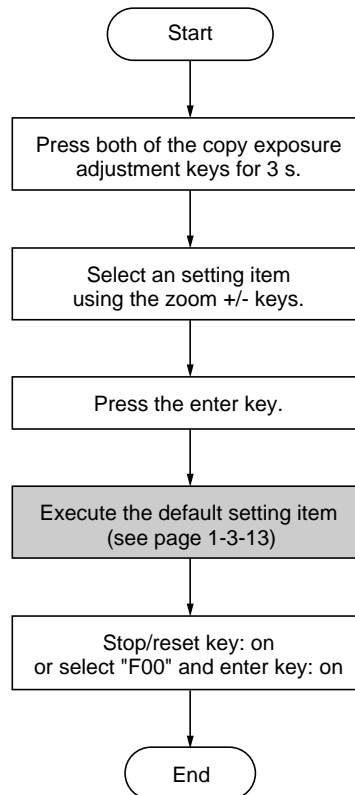 Start
Press both of the copy exposure
adjustment keys for 3 s.
Select an setting item
using the zoom +/- keys.
Press the enter key.
Execute the default setting item
(see page 1-3-13)
Stop/reset key: on
or select "F00" and enter key: on
End